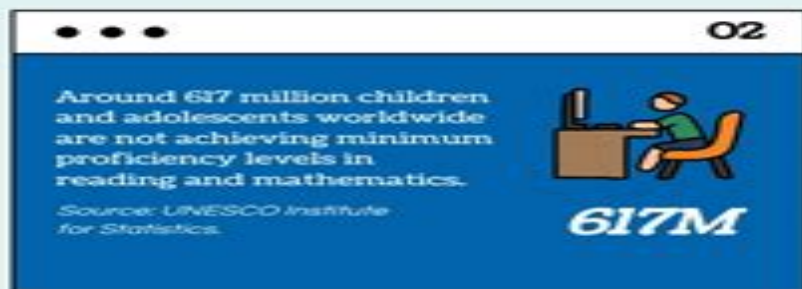 02
Around 617 million children
and adolescents worldwide
are not achieving minimum
proficiency levels in
reading and mathematics.
Source: UNESCO Institute
for Statistics.
617M